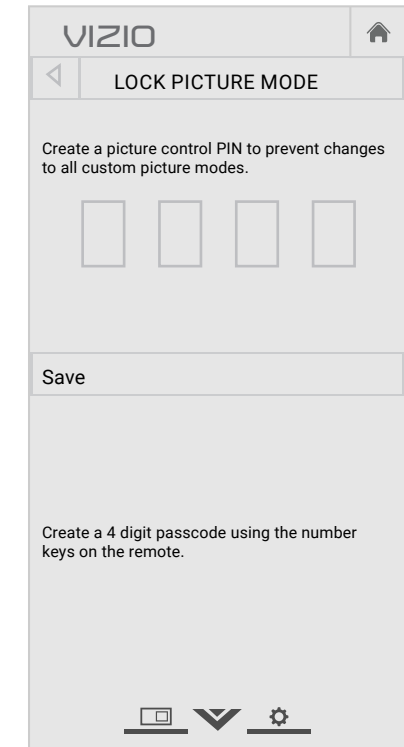 VIZIO
LOCK PICTURE MODE
Create a picture control PIN to prevent changes
to all custom picture modes.
Save
Create a 4 digit passcode using the number
keys on the remote.